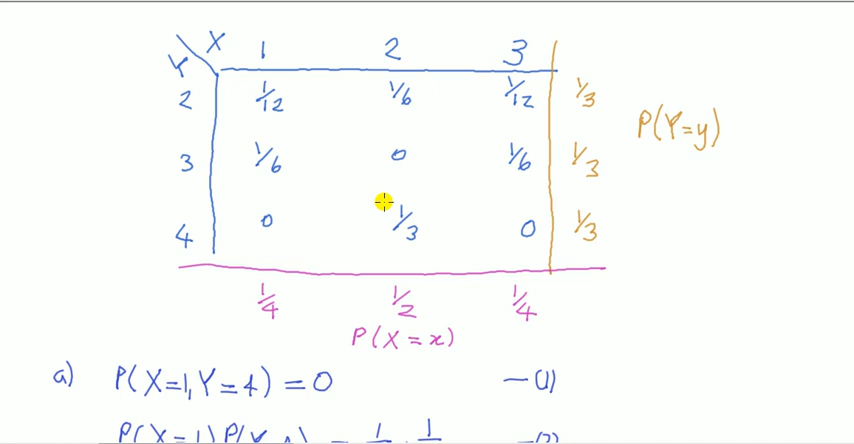 X 1 2 3
Y
2 1/12 1/6 1/12 1/3
P(Y=y)
3 1/6 0 1/6 1/3
4 0 1/3 0 1/3
1/4 1/2 1/4
P(X=x)
a) P(X=1,Y=4)=0 —(1)